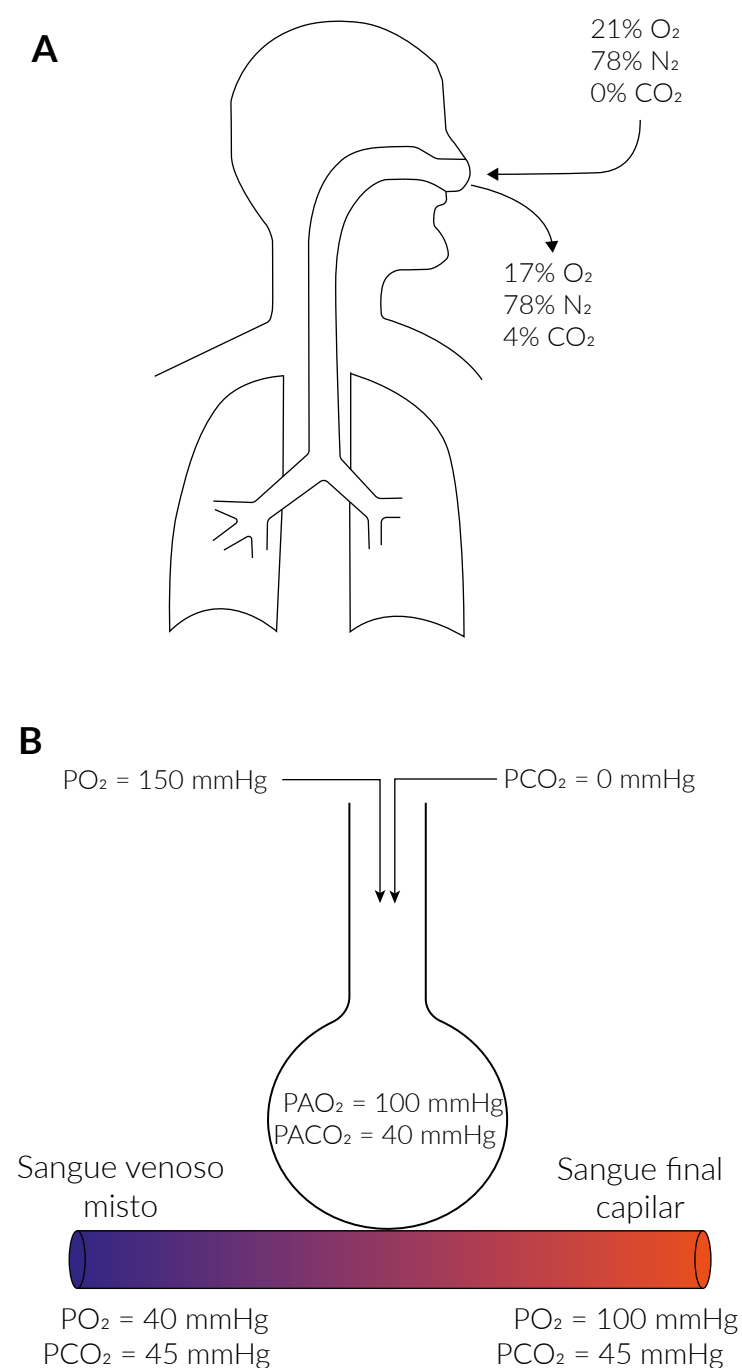 A
21% O₂
78% N₂
0% CO₂
17% O₂
78% N₂
4% CO₂
B
PO₂ = 150 mmHg
PCO₂ = 0 mmHg
PAO₂ = 100 mmHg
PACO₂ = 40 mmHg
Sangue venoso
misto
Sangue final
capilar
PO₂ = 40 mmHg
PCO₂ = 45 mmHg
PO₂ = 100 mmHg
PCO₂ = 45 mmHg